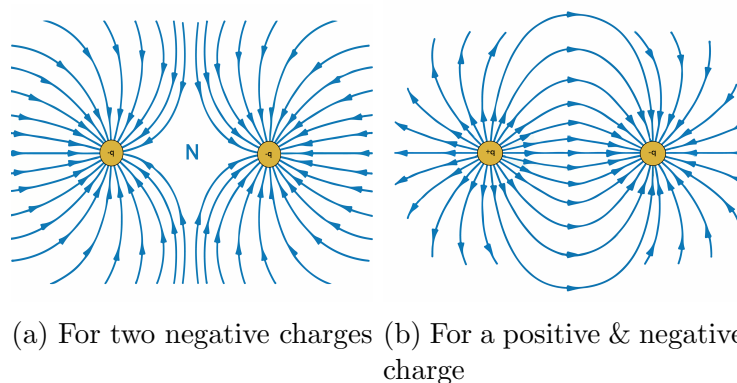 -q
N
-q
+q
-q
(a) For two negative charges
(b) For a positive & negative
charge